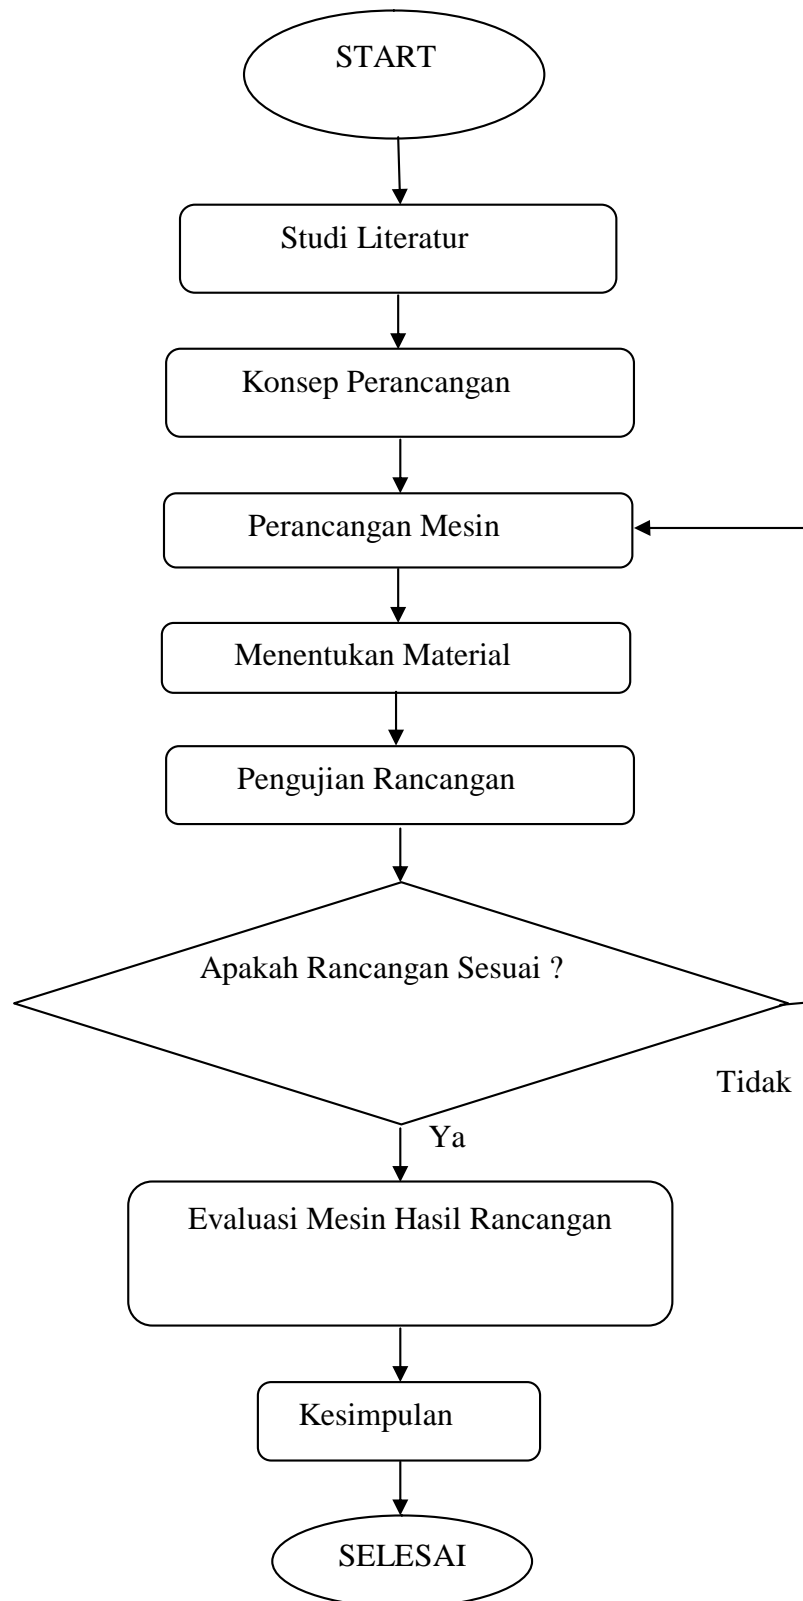 START
Studi Literatur
Konsep Perancangan
Perancangan Mesin
Menentukan Material
Pengujian Rancangan
Apakah Rancangan Sesuai ?
Tidak
Ya
Evaluasi Mesin Hasil Rancangan
Kesimpulan
SELESAI